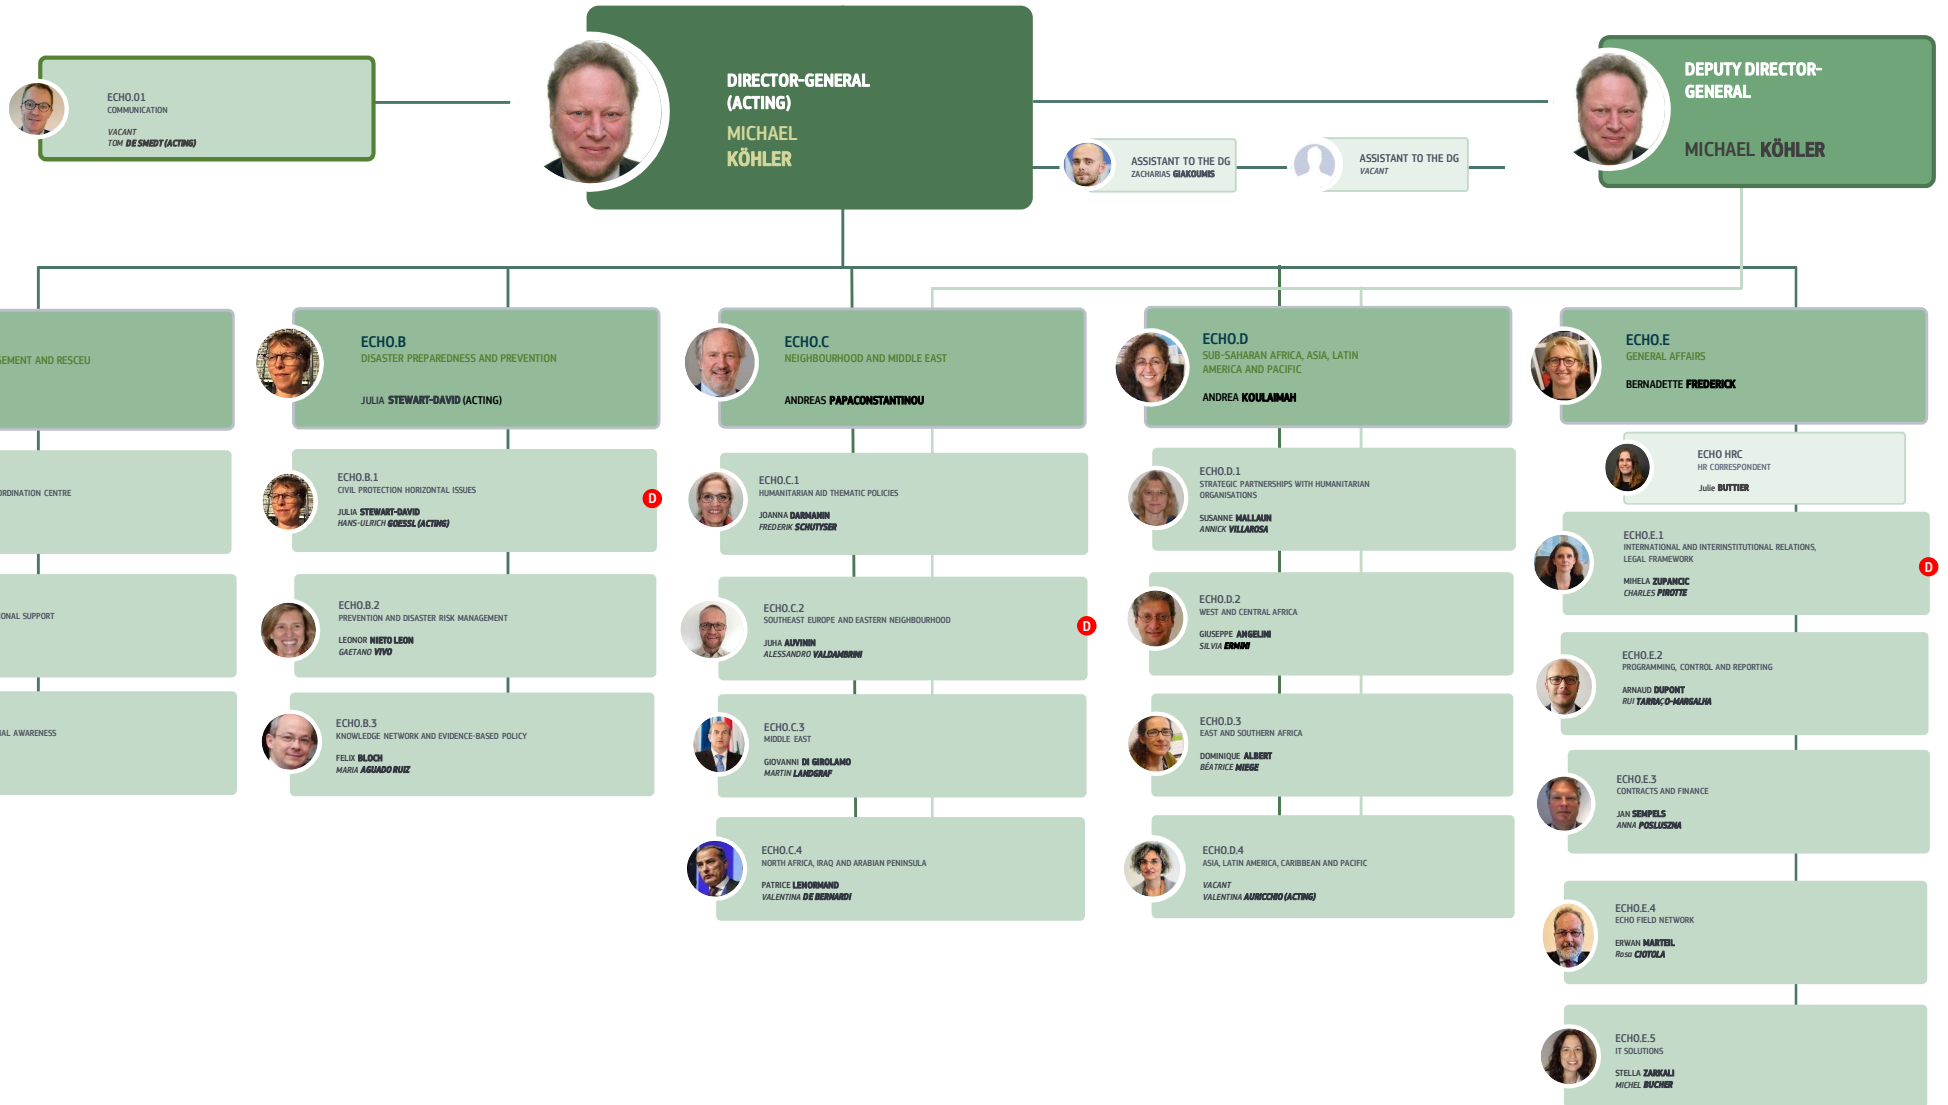 ECHO.01
COMMUNICATION
VACANT
TOM DE SMEDT (ACTING)
DIRECTOR-GENERAL
(ACTING)
MICHAEL
KÖHLER
ASSISTANT TO THE DG
ZACHARIAS GIAKOUMIS
ASSISTANT TO THE DG
VACANT
DEPUTY DIRECTOR-
GENERAL
MICHAEL KÖHLER
EMENT AND RESCEU
ORDINATION CENTRE
IONAL SUPPORT
NAL AWARENESS
ECHO.B
DISASTER PREPAREDNESS AND PREVENTION
JULIA STEWART-DAVID (ACTING)
ECHO.B.1
CIVIL PROTECTION HORIZONTAL ISSUES
JULIA STEWART-DAVID
HANS-ULRICH GOESSL (ACTING)
D
ECHO.B.2
PREVENTION AND DISASTER RISK MANAGEMENT
LEONOR NIETO LEON
GAETANO VIVO
ECHO.B.3
KNOWLEDGE NETWORK AND EVIDENCE-BASED POLICY
FELIX BLOCH
MARIA AGUADO RUIZ
ECHO.C
NEIGHBOURHOOD AND MIDDLE EAST
ANDREAS PAPACONSTANTINOU
ECHO.C.1
HUMANITARIAN AID THEMATIC POLICIES
JOANNA DARMANIN
FREDERIK SCHUTYSER
ECHO.C.2
SOUTHEAST EUROPE AND EASTERN NEIGHBOURHOOD
JUHA AUVININ
ALESSANDRO VALDAMBRINI
D
ECHO.C.3
MIDDLE EAST
GIOVANNI DI GIROLAMO
MARTIN LANDGRAF
ECHO.C.4
NORTH AFRICA, IRAQ AND ARABIAN PENINSULA
PATRICE LENORMAND
VALENTINA DE BERNARDI
ECHO.D
SUB-SAHARAN AFRICA, ASIA, LATIN
AMERICA AND PACIFIC
ANDREA KOULAIMAH
ECHO.D.1
STRATEGIC PARTNERSHIPS WITH HUMANITARIAN
ORGANISATIONS
SUSANNE MALLAUN
ANNICK VILLAROSA
ECHO.D.2
WEST AND CENTRAL AFRICA
GIUSEPPE ANGELINI
SILVIA ERMINI
ECHO.D.3
EAST AND SOUTHERN AFRICA
DOMINIQUE ALBERT
BÉATRICE MIEGE
ECHO.D.4
ASIA, LATIN AMERICA, CARIBBEAN AND PACIFIC
VACANT
VALENTINA AURICCHIO (ACTING)
ECHO.E
GENERAL AFFAIRS
BERNADETTE FREDERICK
ECHO HRC
HR CORRESPONDENT
Julie BUTTIER
ECHO.E.1
INTERNATIONAL AND INTERINSTITUTIONAL RELATIONS,
LEGAL FRAMEWORK
MIHELA ZUPANCIC
CHARLES PIROTTE
D
ECHO.E.2
PROGRAMMING, CONTROL AND REPORTING
ARNAUD DUPONT
RUI TARRAÇO-MARGALHA
ECHO.E.3
CONTRACTS AND FINANCE
JAN SEMPELS
ANNA POSLUSZNA
ECHO.E.4
ECHO FIELD NETWORK
ERWAN MARTEIL
Rosa CIOTOLA
ECHO.E.5
IT SOLUTIONS
STELLA ZARKALI
MICHEL BUCHER